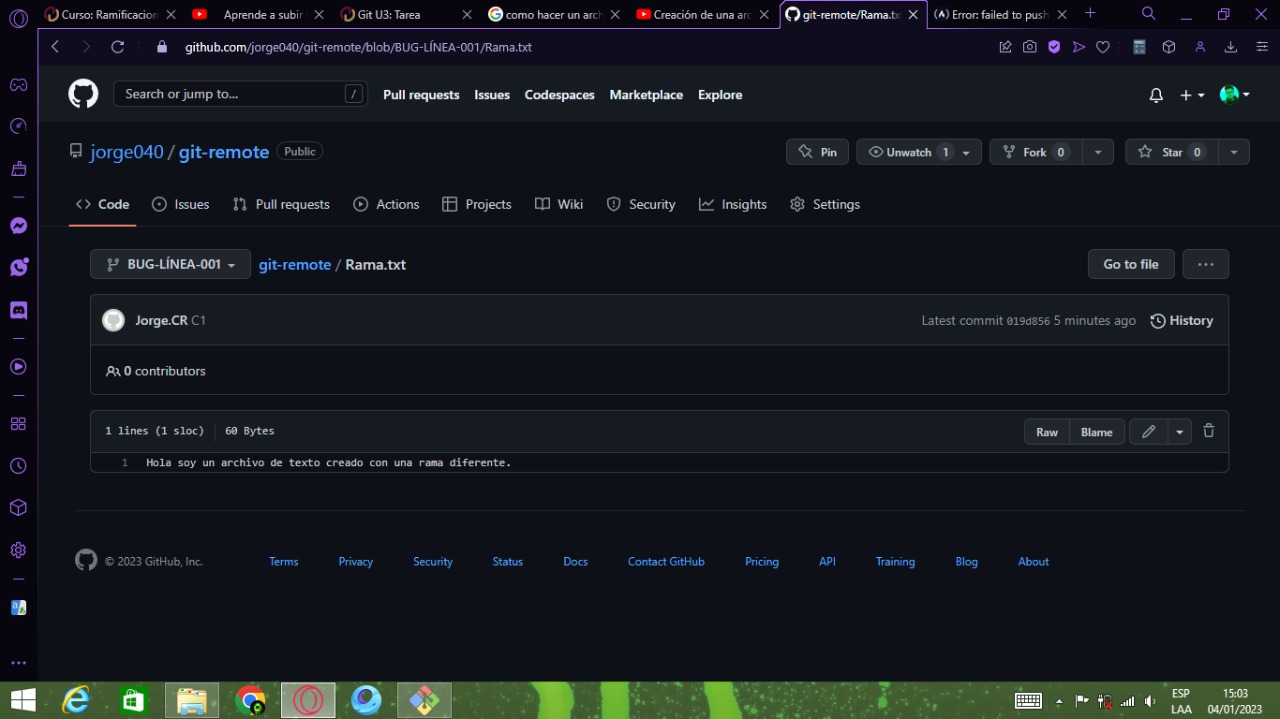 Curso: Ramificacion
Aprende a subir
Git U3: Tarea
como hacer un arch
Creación de una arc
git-remote/Rama.tx
Error: failed to push
github.com/jorge040/git-remote/blob/BUG-LÍNEA-001/Rama.txt
Search or jump to... /
Pull requests Issues Codespaces Marketplace Explore
jorge040 / git-remote Public
Pin Unwatch 1 Fork 0 Star 0
Code Issues Pull requests Actions Projects Wiki Security Insights Settings
BUG-LÍNEA-001 git-remote / Rama.txt Go to file ...
Jorge.CR C1 Latest commit 019d856 5 minutes ago History
0 contributors
1 lines (1 sloc) 60 Bytes Raw Blame
1 Hola soy un archivo de texto creado con una rama diferente.
© 2023 GitHub, Inc. Terms Privacy Security Status Docs Contact GitHub Pricing API Training Blog About
ESP 15:03
LAA 04/01/2023